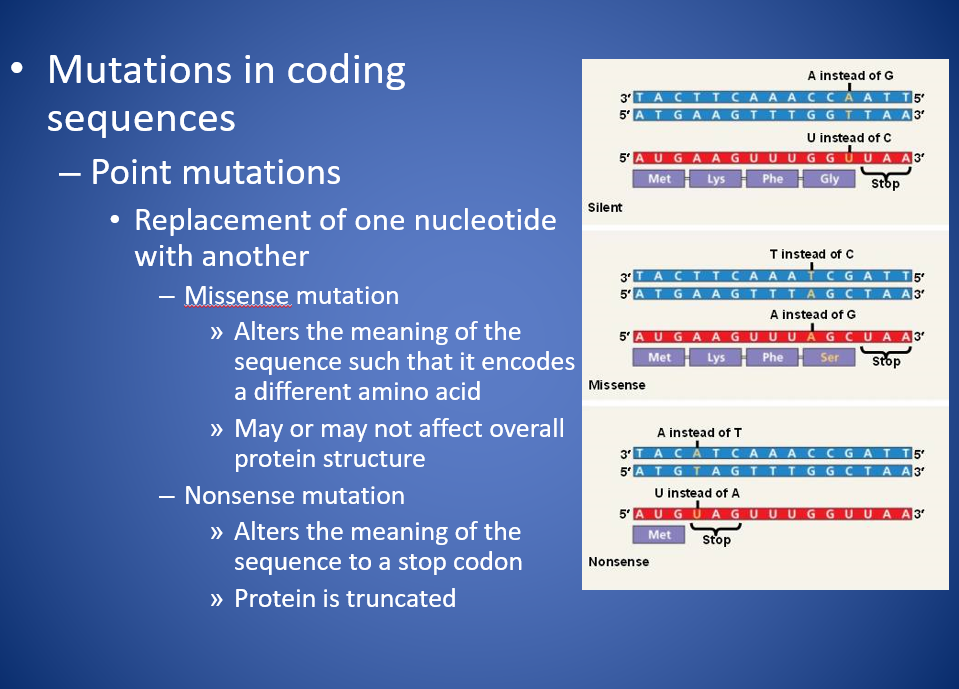 • Mutations in coding
sequences
– Point mutations
• Replacement of one nucleotide
with another
– Missense mutation
» Alters the meaning of the
sequence such that it encodes
a different amino acid
» May or may not affect overall
protein structure
– Nonsense mutation
» Alters the meaning of the
sequence to a stop codon
» Protein is truncated
A instead of G
3′ T A C T T C A A A C C A A T T 5′
5′ A T G A A G T T T G G T T A A 3′
U instead of C
5′ A U G A A G U U U G G U U A A 3′
Met Lys Phe Gly Stop
Silent
T instead of C
3′ T A C T T C A A A T C G A T T 5′
5′ A T G A A G T T T A G C T A A 3′
A instead of G
5′ A U G A A G U U U A G C U A A 3′
Met Lys Phe Ser Stop
Missense
A instead of T
3′ T A C A T C A A A C C G A T T 5′
5′ A T G T A G T T T G G C T A A 3′
U instead of A
5′ A U G U A G U U U G G U U A A 3′
Met Stop
Nonsense